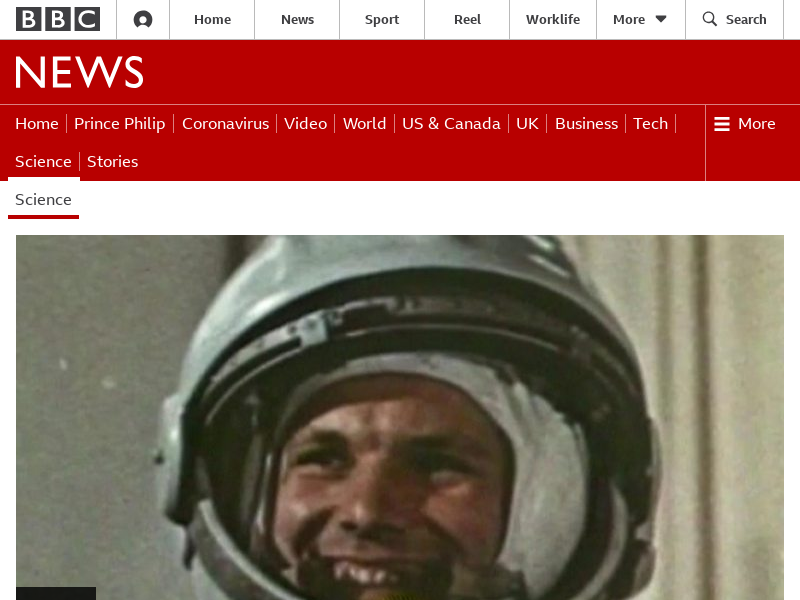 BBC Home News Sport Reel Worklife More Search
NEWS
Home Prince Philip Coronavirus Video World US & Canada UK Business Tech More
Science Stories
Science